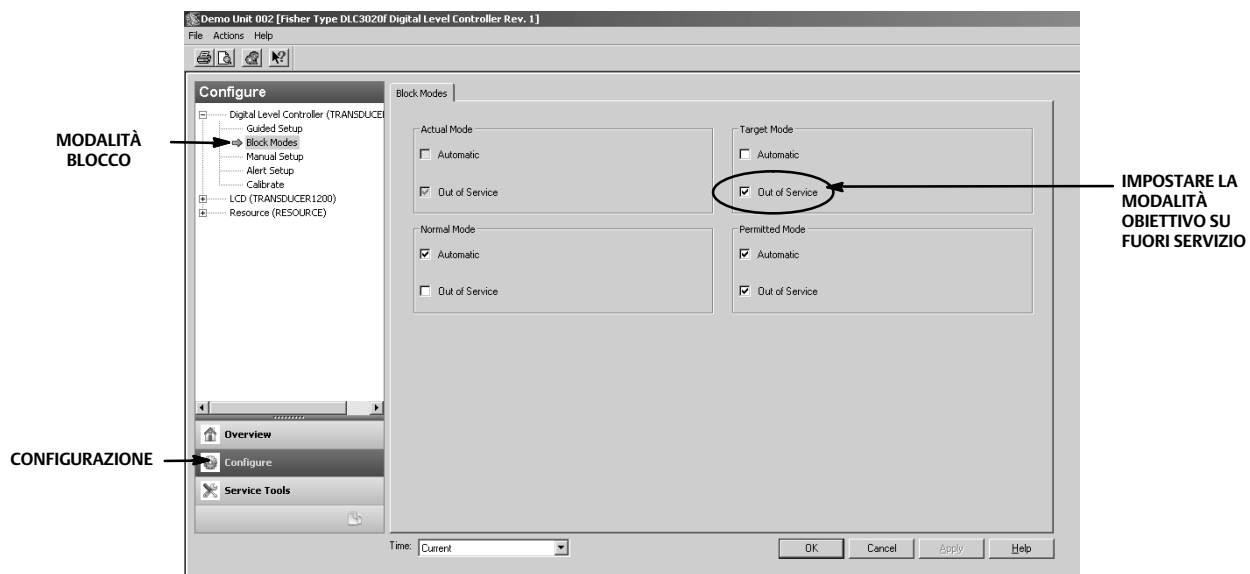 Demo Unit 002 [Fisher Type DLC3020f Digital Level Controller Rev. 1]
File Actions Help
Configure
Digital Level Controller (TRANSDUCE
Guided Setup
Block Modes
Manual Setup
Alert Setup
Calibrate
LCD (TRANSDUCER1200)
Resource (RESOURCE)
MODALITÀ
BLOCCO
Block Modes
Actual Mode
Automatic
Out of Service
Target Mode
Automatic
Out of Service
IMPOSTARE LA
MODALITÀ
OBIETTIVO SU
FUORI SERVIZIO
Normal Mode
Automatic
Out of Service
Permitted Mode
Automatic
Out of Service
Overview
CONFIGURAZIONE
Configure
Service Tools
Time: Current
OK Cancel Apply Help